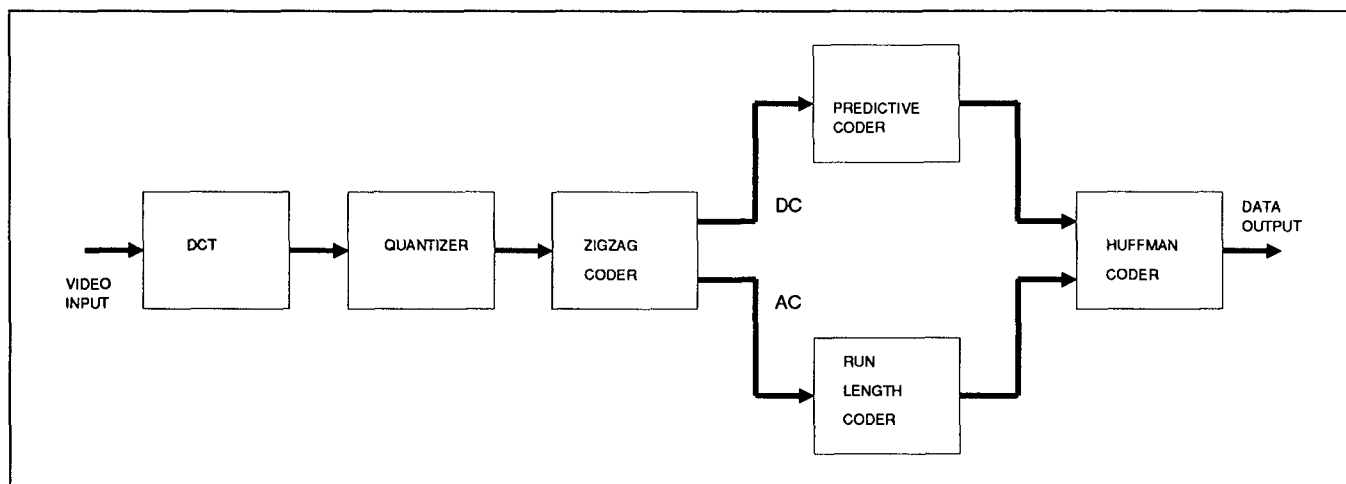 VIDEO
INPUT
DCT
QUANTIZER
ZIGZAG
CODER
DC
AC
PREDICTIVE
CODER
RUN
LENGTH
CODER
HUFFMAN
CODER
DATA
OUTPUT